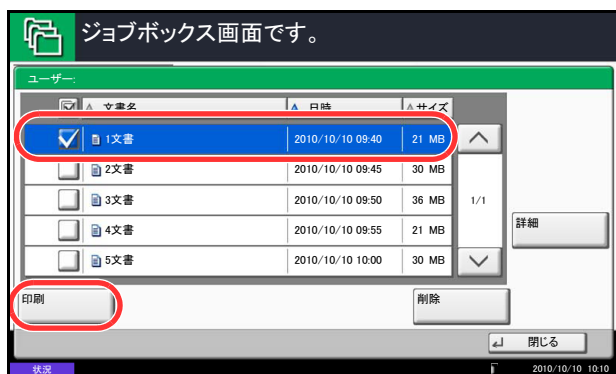 ジョブボックス画面です。
ユーザー:
文書名 日時 サイズ
1文書 2010/10/10 09:40 21 MB
2文書 2010/10/10 09:45 30 MB
3文書 2010/10/10 09:50 36 MB 1/1
4文書 2010/10/10 09:55 21 MB
詳細
5文書 2010/10/10 10:00 30 MB
印刷 削除
閉じる
状況 2010/10/10 10:10